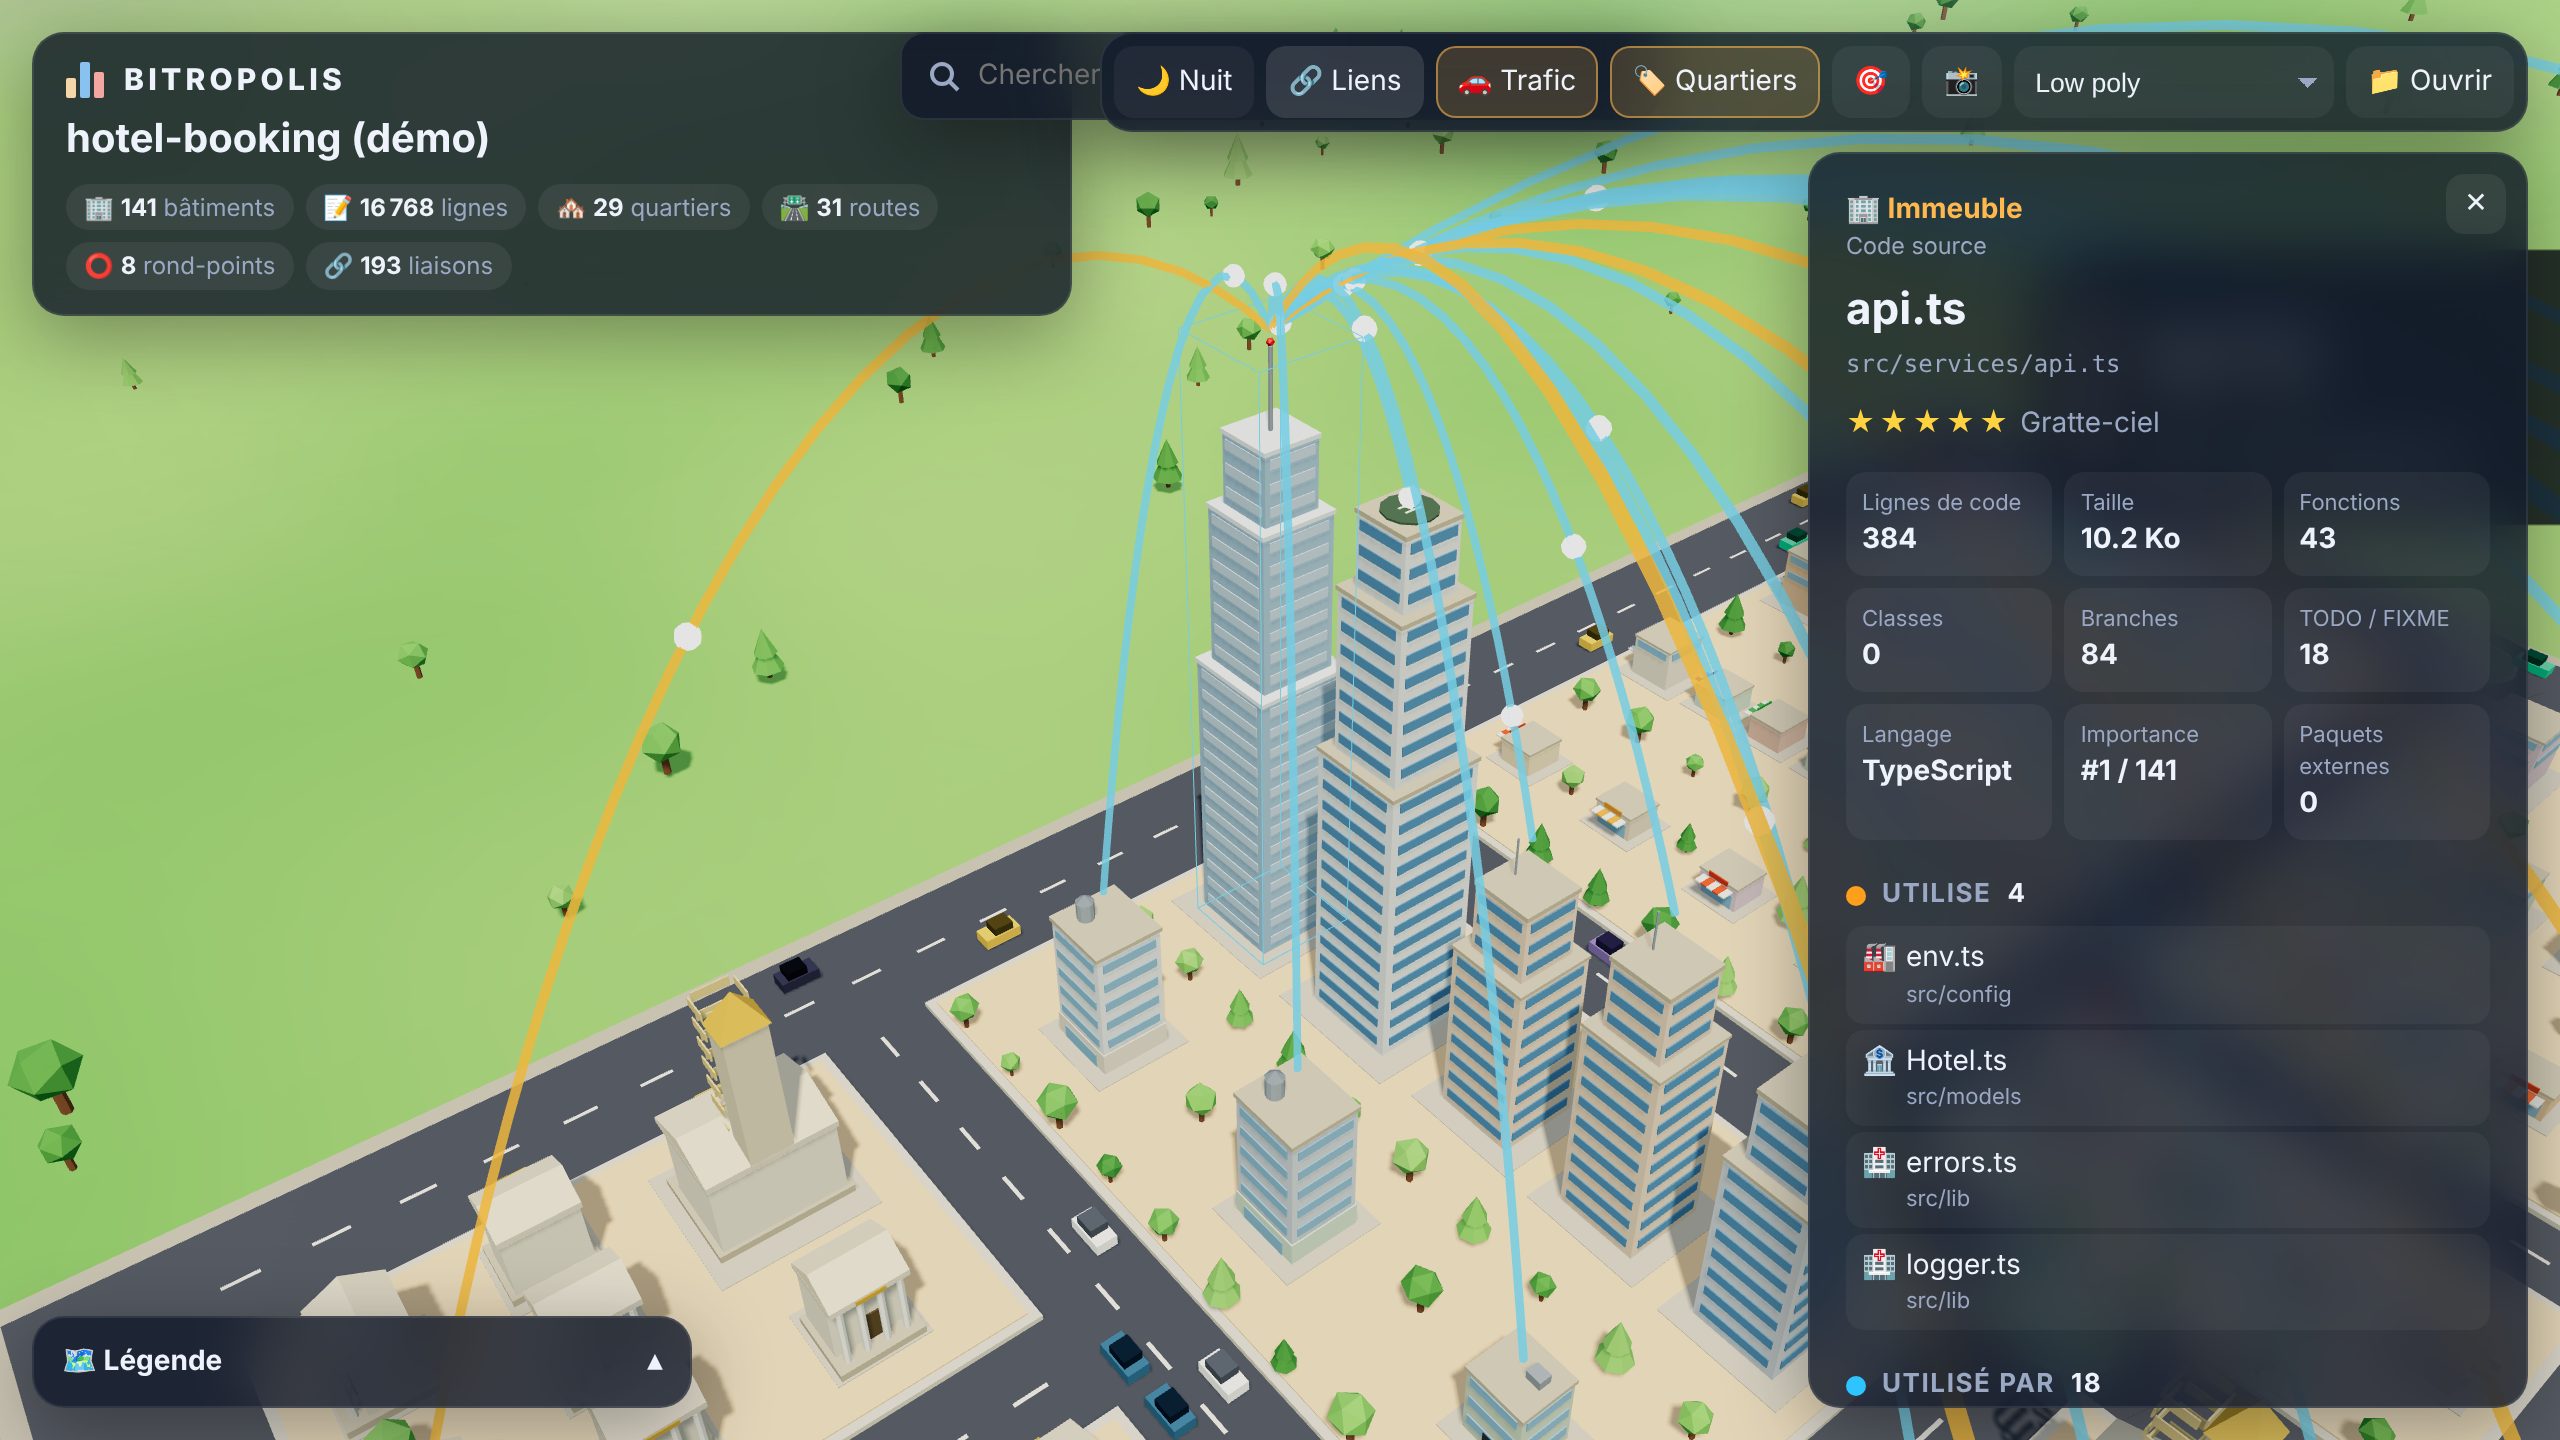 BITROPOLIS
hotel-booking (démo)
141 bâtiments
16 768 lignes
29 quartiers
31 routes
8 rond-points
193 liaisons
Chercher
Nuit
Liens
Trafic
Quartiers
Low poly
Ouvrir
Immeuble
Code source
✕
api.ts
src/services/api.ts
★★★★★ Gratte-ciel
Lignes de code
384
Taille
10.2 Ko
Fonctions
43
Classes
0
Branches
84
TODO / FIXME
18
Langage
TypeScript
Importance
#1 / 141
Paquets
externes
0
UTILISE 4
env.ts
src/config
Hotel.ts
src/models
errors.ts
src/lib
logger.ts
src/lib
UTILISÉ PAR 18
Légende